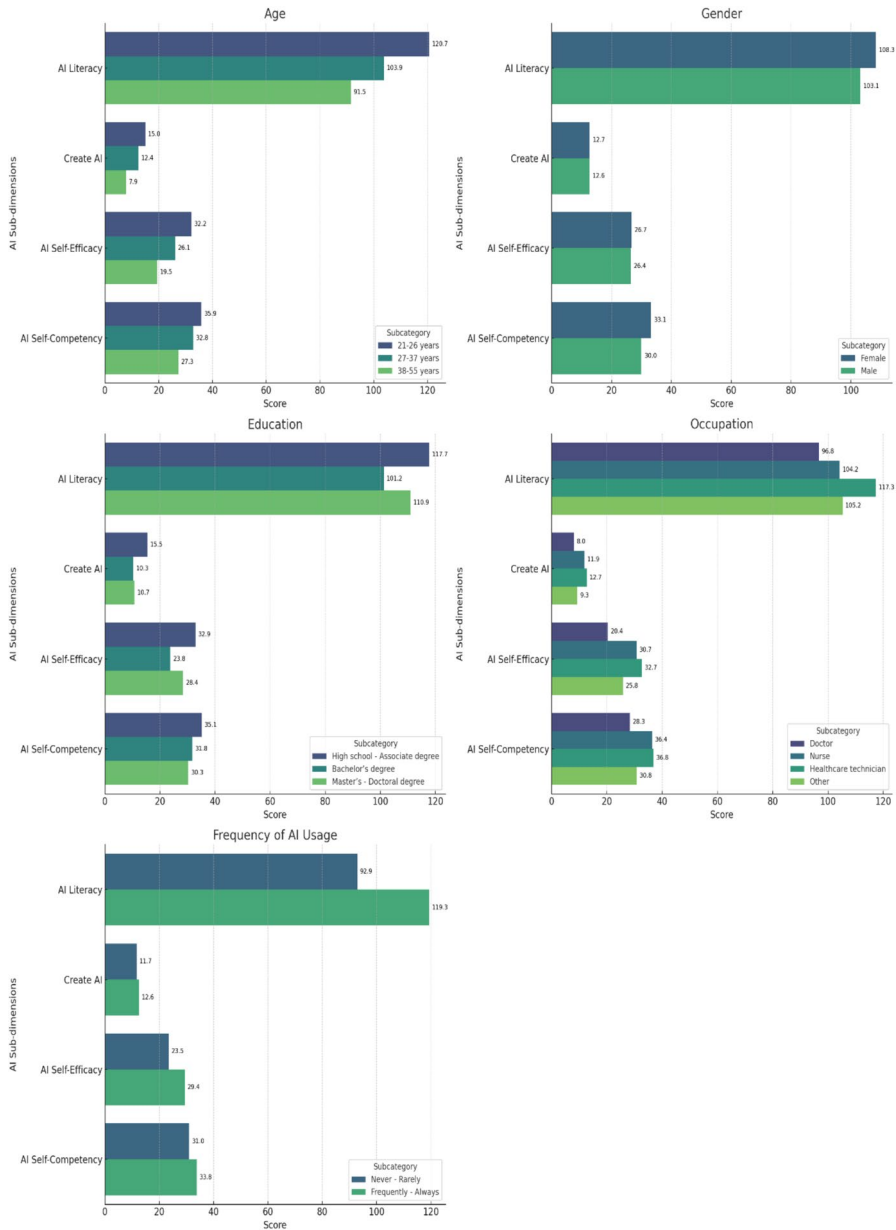 Age
AI Literacy
120.7
103.9
91.5
Create AI
15.0
12.4
7.9
AI Self-Efficacy
32.2
26.1
19.5
AI Self-Competency
35.9
32.8
27.3
AI Sub-dimensions
Subcategory
21-26 years
27-37 years
38-55 years
0 20 40 60 80 100 120
Score
Gender
AI Literacy
108.3
103.1
Create AI
12.7
12.6
AI Self-Efficacy
26.7
26.4
AI Self-Competency
33.1
30.0
AI Sub-dimensions
Subcategory
Female
Male
0 20 40 60 80 100
Score
Education
AI Literacy
117.7
101.2
110.9
Create AI
15.5
10.3
10.7
AI Self-Efficacy
32.9
23.8
28.4
AI Self-Competency
35.1
31.8
30.3
AI Sub-dimensions
Subcategory
High school - Associate degree
Bachelor's degree
Master's - Doctoral degree
0 20 40 60 80 100 120
Score
Occupation
AI Literacy
96.8
104.2
117.3
105.2
Create AI
8.0
11.9
12.7
9.3
AI Self-Efficacy
20.4
30.7
32.7
25.8
AI Self-Competency
28.3
36.4
36.8
30.8
AI Sub-dimensions
Subcategory
Doctor
Nurse
Healthcare technician
Other
0 20 40 60 80 100 120
Score
Frequency of AI Usage
AI Literacy
92.9
119.3
Create AI
11.7
12.6
AI Self-Efficacy
23.5
29.4
AI Self-Competency
31.0
33.8
AI Sub-dimensions
Subcategory
Never - Rarely
Frequently - Always
0 20 40 60 80 100 120
Score